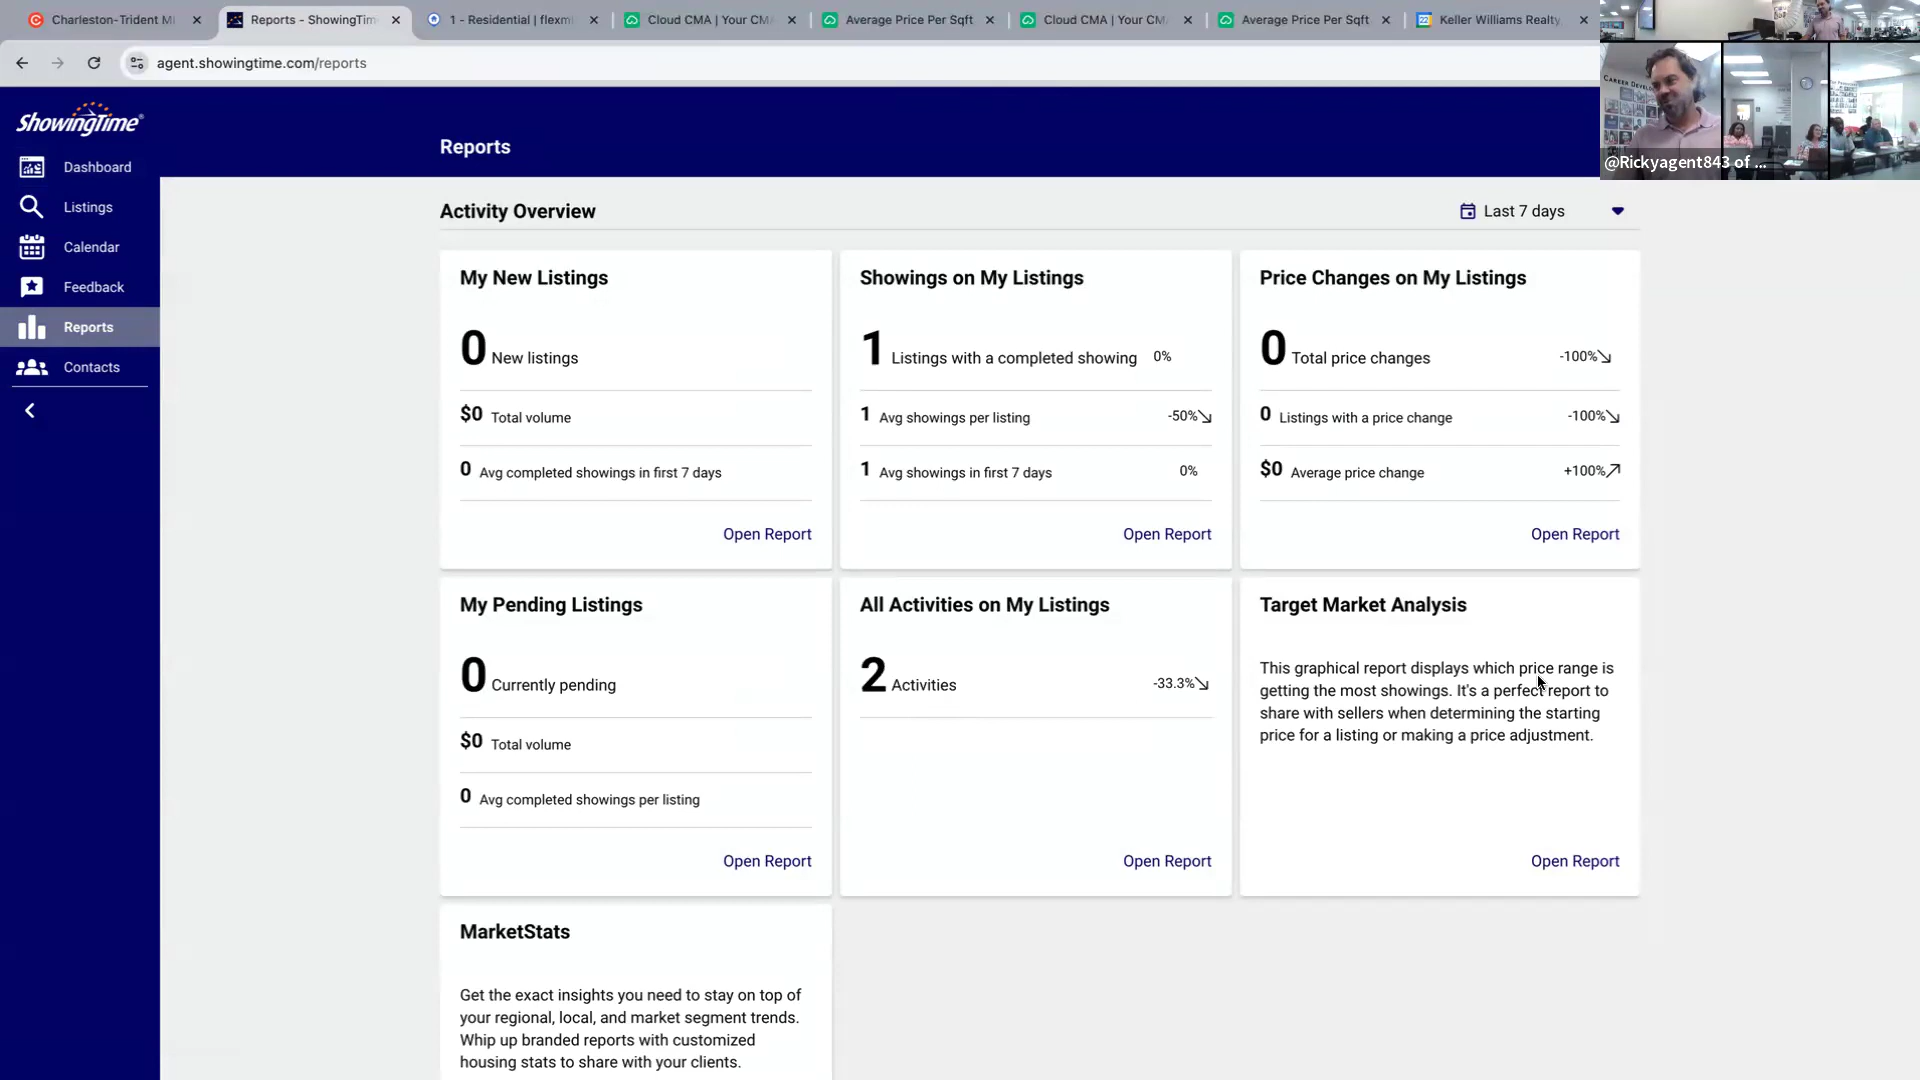 Charleston-Trident MI
Reports - ShowingTim
1 - Residential | flexmi
Cloud CMA | Your CMA
Average Price Per Sqft
Cloud CMA | Your CM
Average Price Per Sqft
Keller Williams Realty
agent.showingtime.com/reports
CAREER DEVEL
@Rickyagent843 of ...
ShowingTime
Dashboard
Listings
Calendar
Feedback
Reports
Contacts
Reports
Activity Overview
Last 7 days
My New Listings
0 New listings
$0 Total volume
0 Avg completed showings in first 7 days
Open Report
Showings on My Listings
1 Listings with a completed showing 0%
1 Avg showings per listing -50%
1 Avg showings in first 7 days 0%
Open Report
Price Changes on My Listings
0 Total price changes -100%
0 Listings with a price change -100%
$0 Average price change +100%
Open Report
My Pending Listings
0 Currently pending
$0 Total volume
0 Avg completed showings per listing
Open Report
All Activities on My Listings
2 Activities -33.3%
Open Report
Target Market Analysis
This graphical report displays which price range is
getting the most showings. It's a perfect report to
share with sellers when determining the starting
price for a listing or making a price adjustment.
Open Report
MarketStats
Get the exact insights you need to stay on top of
your regional, local, and market segment trends.
Whip up branded reports with customized
housing stats to share with your clients.